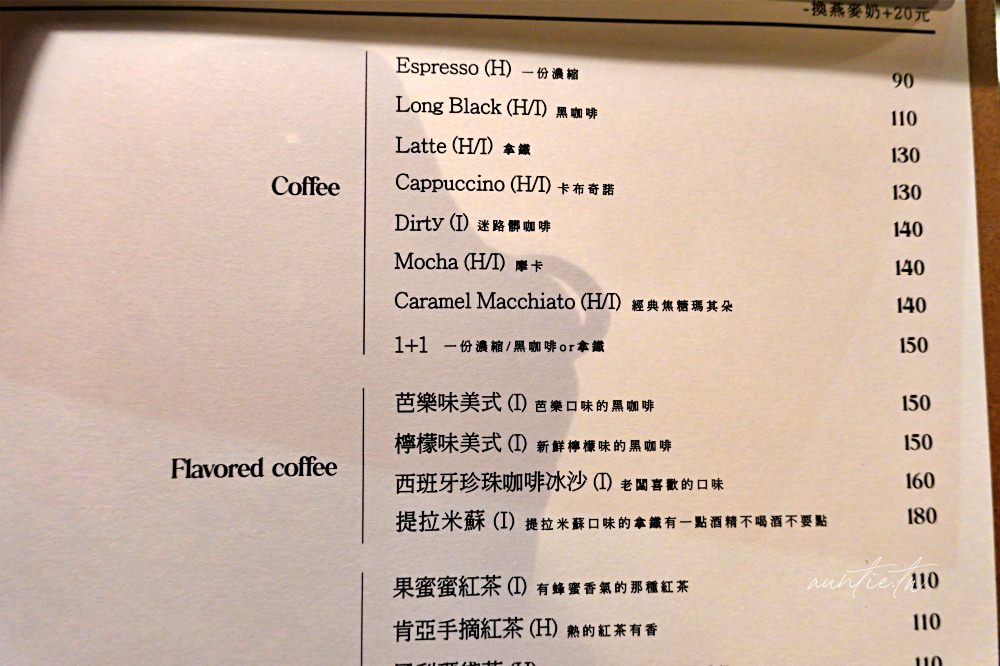 -換燕麥奶+20元
Espresso (H) 一份濃縮 90
Long Black (H/I) 黑咖啡 110
Latte (H/I) 拿鐵 130
Coffee
Cappuccino (H/I) 卡布奇諾 130
Dirty (I) 迷路髒咖啡 140
Mocha (H/I) 摩卡 140
Caramel Macchiato (H/I) 經典焦糖瑪其朵 140
1+1 一份濃縮/黑咖啡or拿鐵 150
芭樂味美式 (I) 芭樂口味的黑咖啡 150
檸檬味美式 (I) 新鮮檸檬味的黑咖啡 150
Flavored coffee
西班牙珍珠咖啡冰沙 (I) 老闆喜歡的口味 160
提拉米蘇 (I) 提拉米蘇口味的拿鐵有一點酒精不喝酒不要點 180
果蜜蜜紅茶 (I) 有蜂蜜香氣的那種紅茶 110
auntie.t
肯亞手摘紅茶 (H) 熱的紅茶有香 110
110